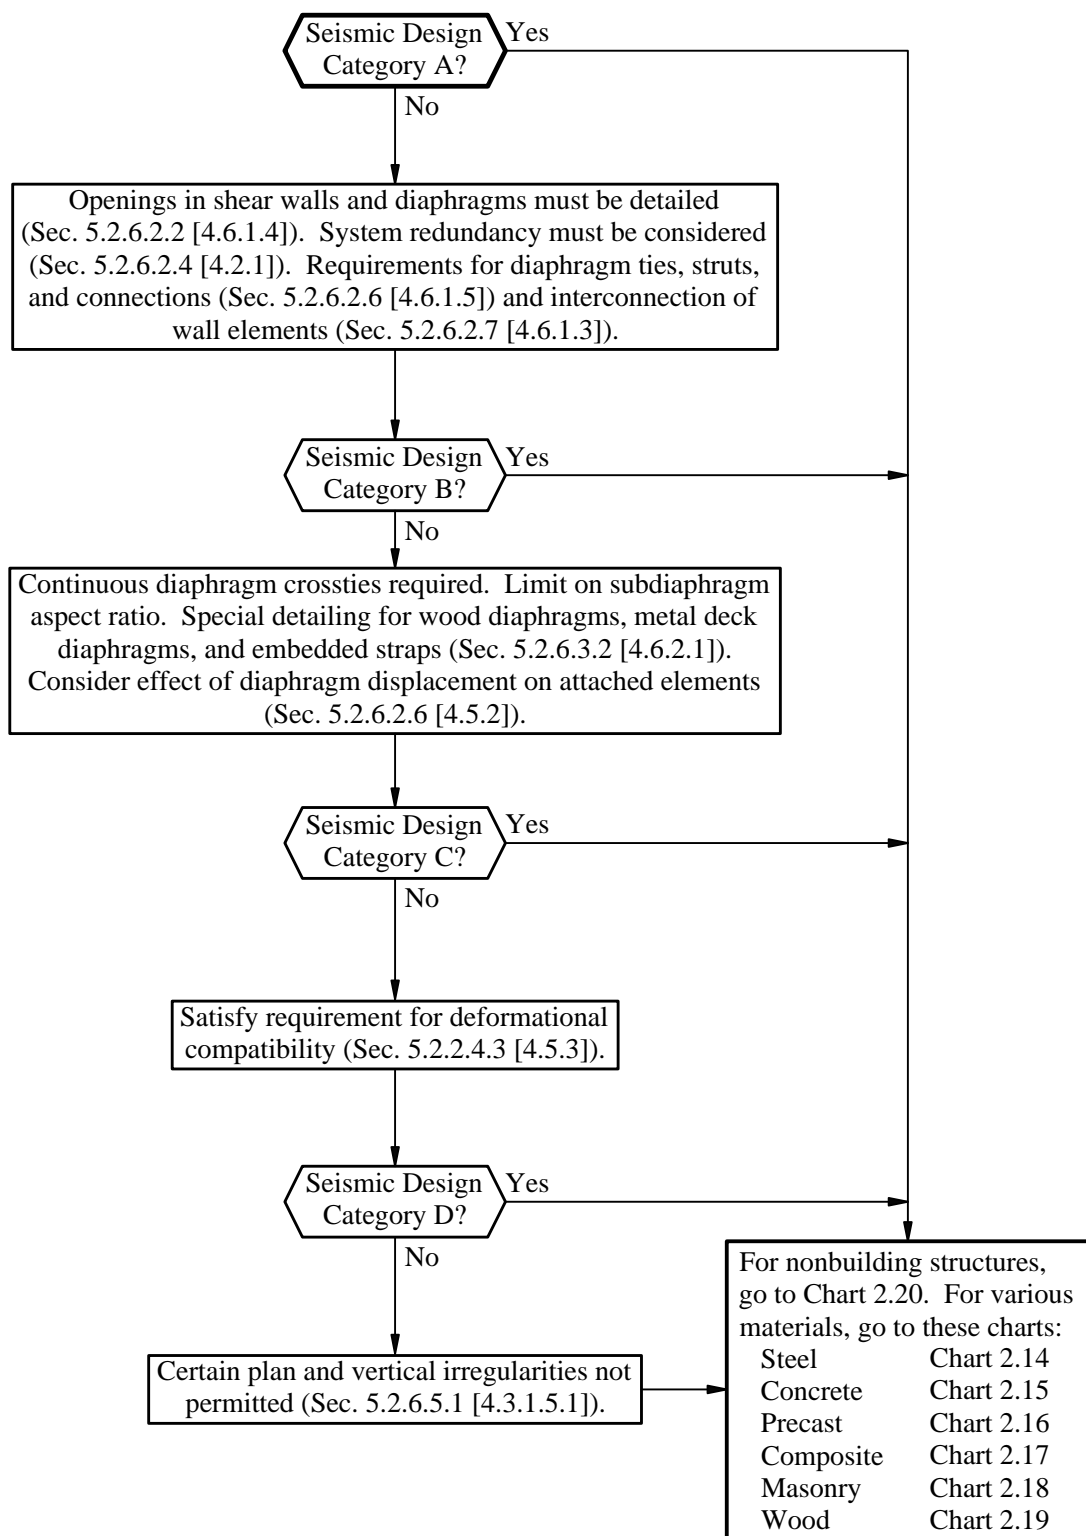 Seismic Design
Category A?
Yes
No
Openings in shear walls and diaphragms must be detailed
(Sec. 5.2.6.2.2 [4.6.1.4]).  System redundancy must be considered
(Sec. 5.2.6.2.4 [4.2.1]).  Requirements for diaphragm ties, struts,
and connections (Sec. 5.2.6.2.6 [4.6.1.5]) and interconnection of
wall elements (Sec. 5.2.6.2.7 [4.6.1.3]).
Seismic Design
Category B?
Yes
No
Continuous diaphragm crossties required.  Limit on subdiaphragm
aspect ratio.  Special detailing for wood diaphragms, metal deck
diaphragms, and embedded straps (Sec. 5.2.6.3.2 [4.6.2.1]).
Consider effect of diaphragm displacement on attached elements
(Sec. 5.2.6.2.6 [4.5.2]).
Seismic Design
Category C?
Yes
No
Satisfy requirement for deformational
compatibility (Sec. 5.2.2.4.3 [4.5.3]).
Seismic Design
Category D?
Yes
No
Certain plan and vertical irregularities not
permitted (Sec. 5.2.6.5.1 [4.3.1.5.1]).
For nonbuilding structures,
go to Chart 2.20.  For various
materials, go to these charts:
Steel Chart 2.14
Concrete Chart 2.15
Precast Chart 2.16
Composite Chart 2.17
Masonry Chart 2.18
Wood Chart 2.19